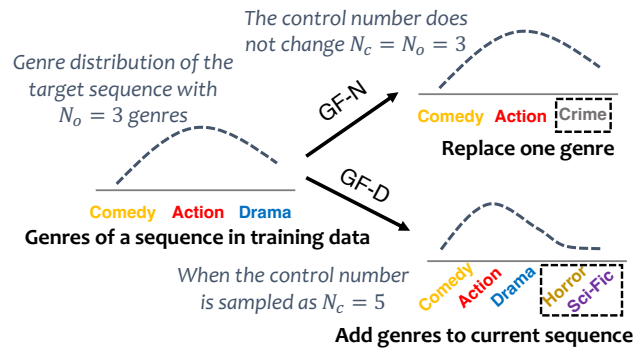 The control number does
not change N_c = N_o = 3
Genre distribution of the
target sequence with
N_o = 3 genres
GF-N
Comedy Action Crime
Replace one genre
Comedy Action Drama
Genres of a sequence in training data
GF-D
When the control number
is sampled as N_c = 5
Comedy Action Drama Horror Sci-Fic
Add genres to current sequence